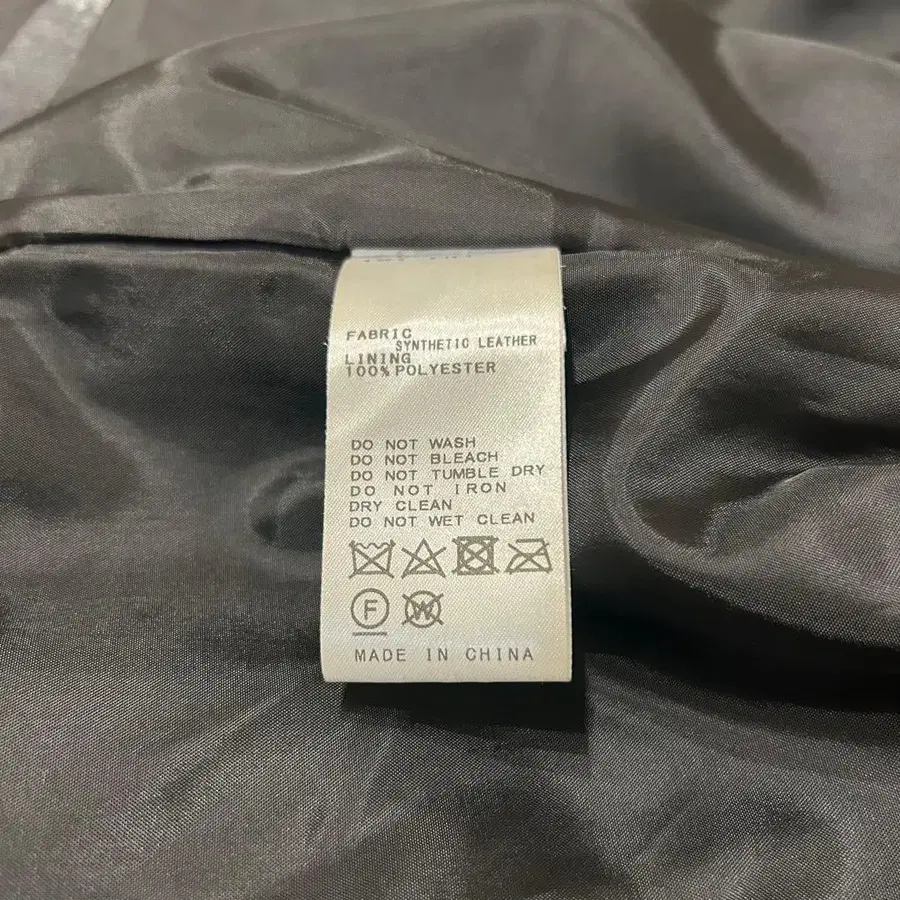 FABRIC
SYNTHETIC LEATHER
LINING
100% POLYESTER
DO NOT WASH
DO NOT BLEACH
DO NOT TUMBLE DRY
DO NOT IRON
DRY CLEAN
DO NOT WET CLEAN
F W
MADE IN CHINA